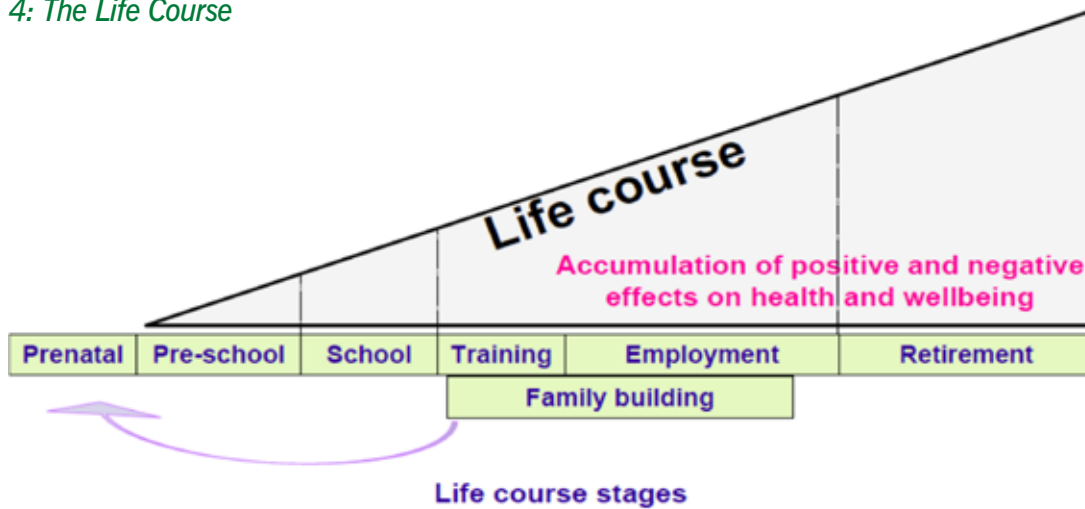 4: The Life Course
Life course
Accumulation of positive and negative
effects on health and wellbeing
Prenatal Pre-school School Training Employment Retirement
Family building
Life course stages